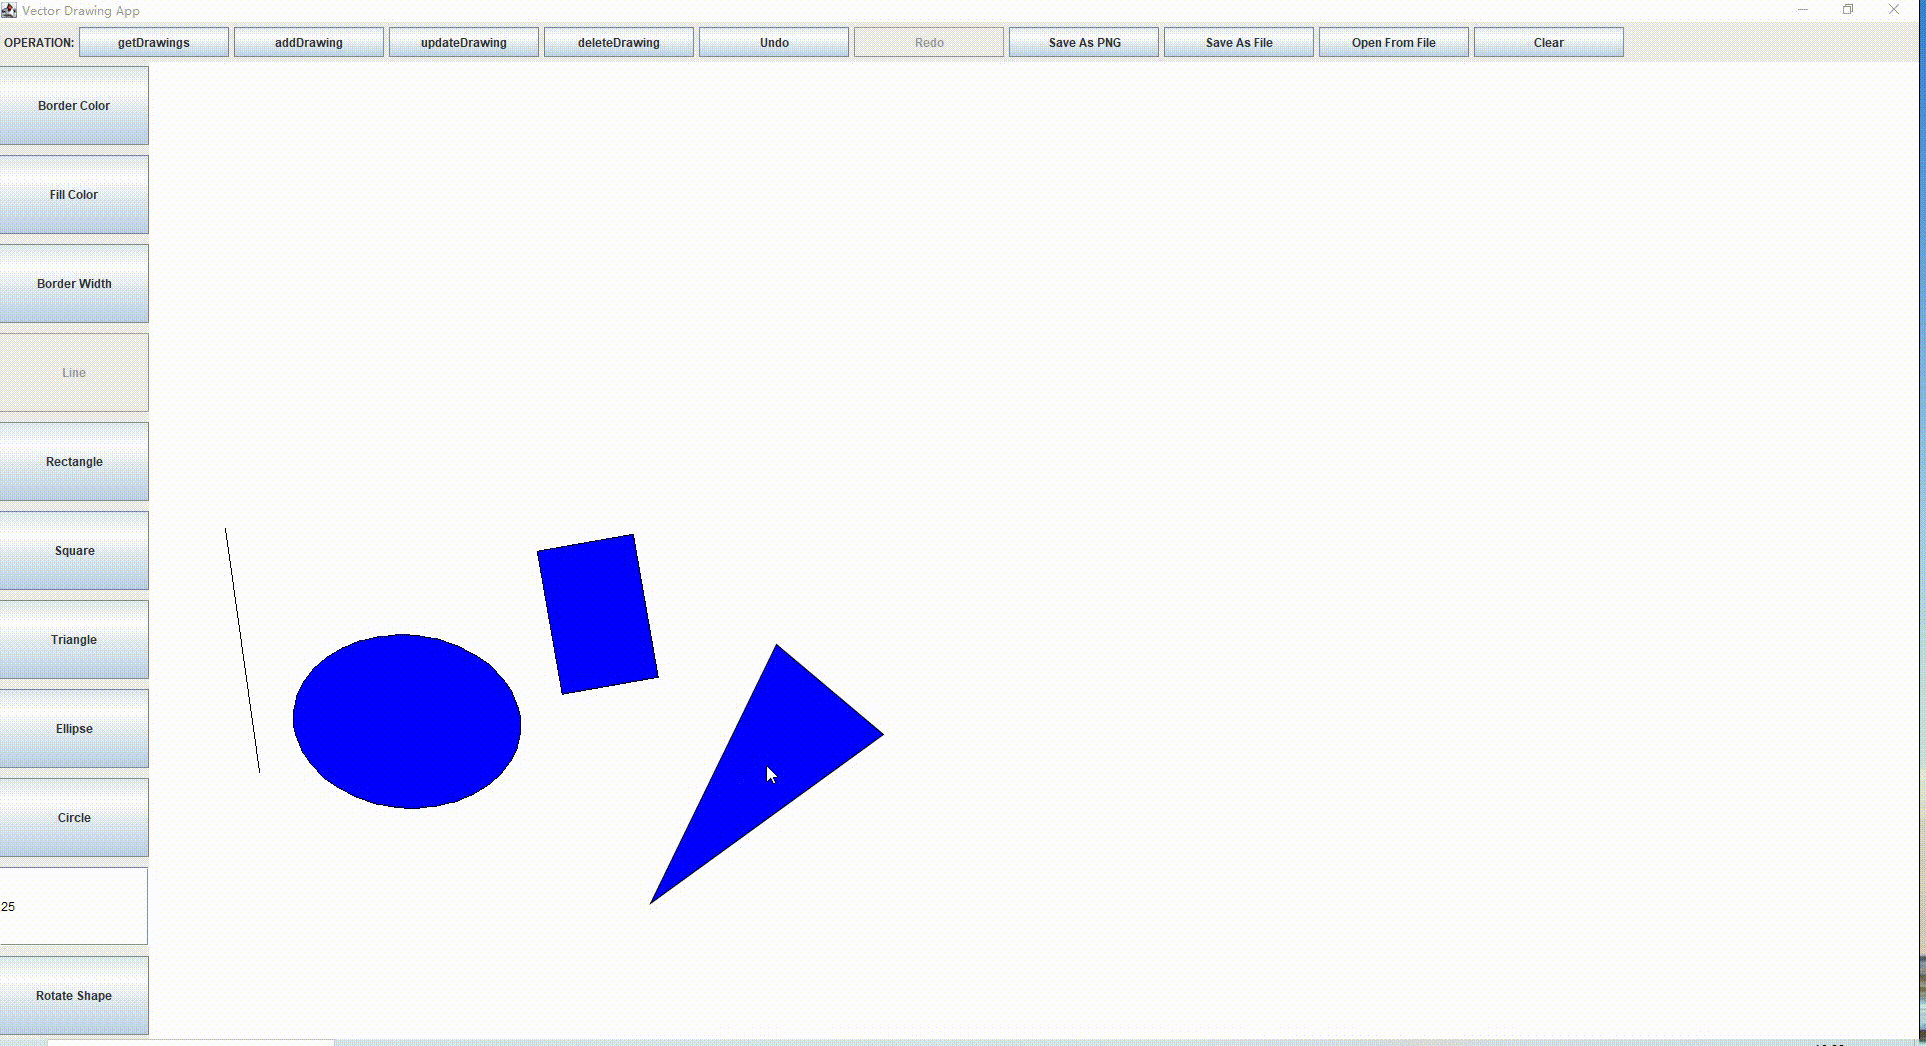 Vector Drawing App
OPERATION: getDrawings addDrawing updateDrawing deleteDrawing Undo Redo Save As PNG Save As File Open From File Clear
Border Color
Fill Color
Border Width
Line
Rectangle
Square
Triangle
Ellipse
Circle
25
Rotate Shape